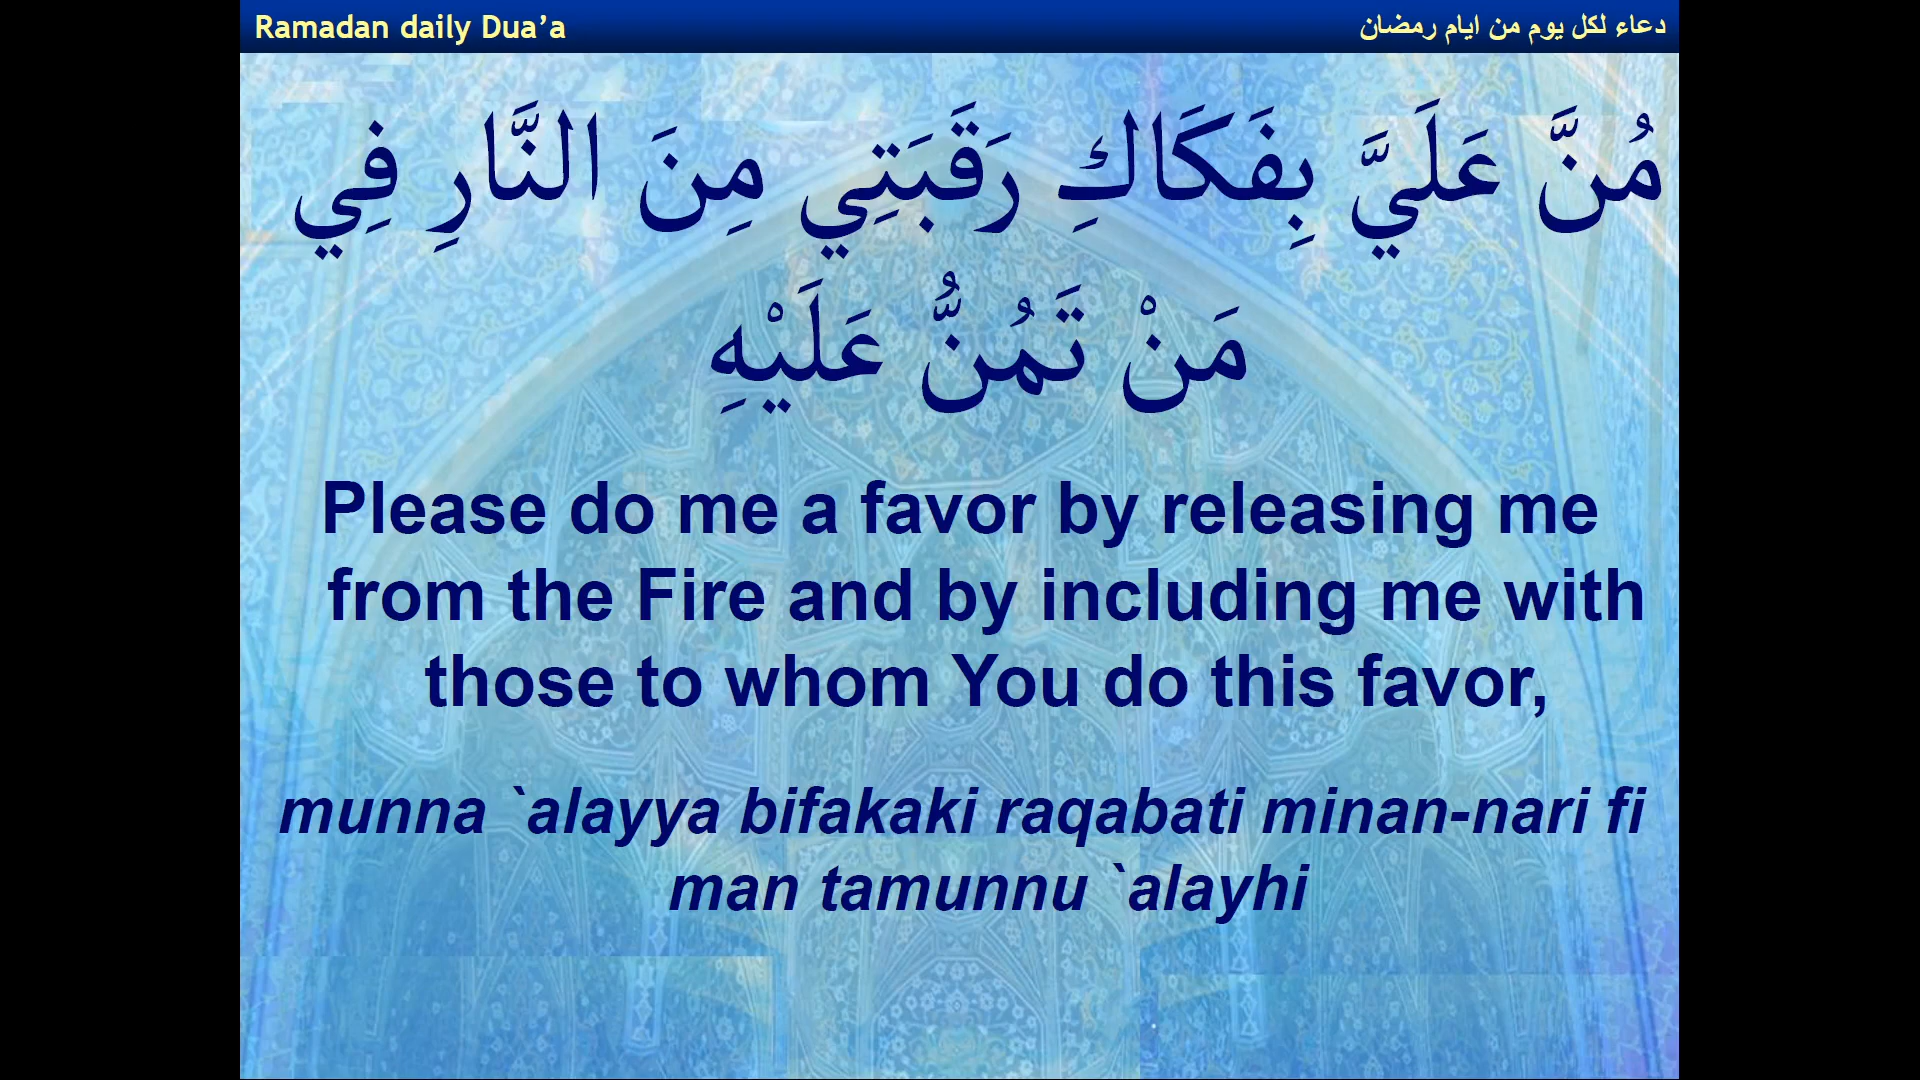 Ramadan daily Dua’a
دعاء لكل يوم من ايام رمضان
مُنَّ عَلَيَّ بِفَكَاكِ رَقَبَتِي مِنَ النَّارِ فِي
مَنْ تَمُنُّ عَلَيْهِ
Please do me a favor by releasing me
from the Fire and by including me with
those to whom You do this favor,
munna `alayya bifakaki raqabati minan-nari fi
man tamunnu `alayhi